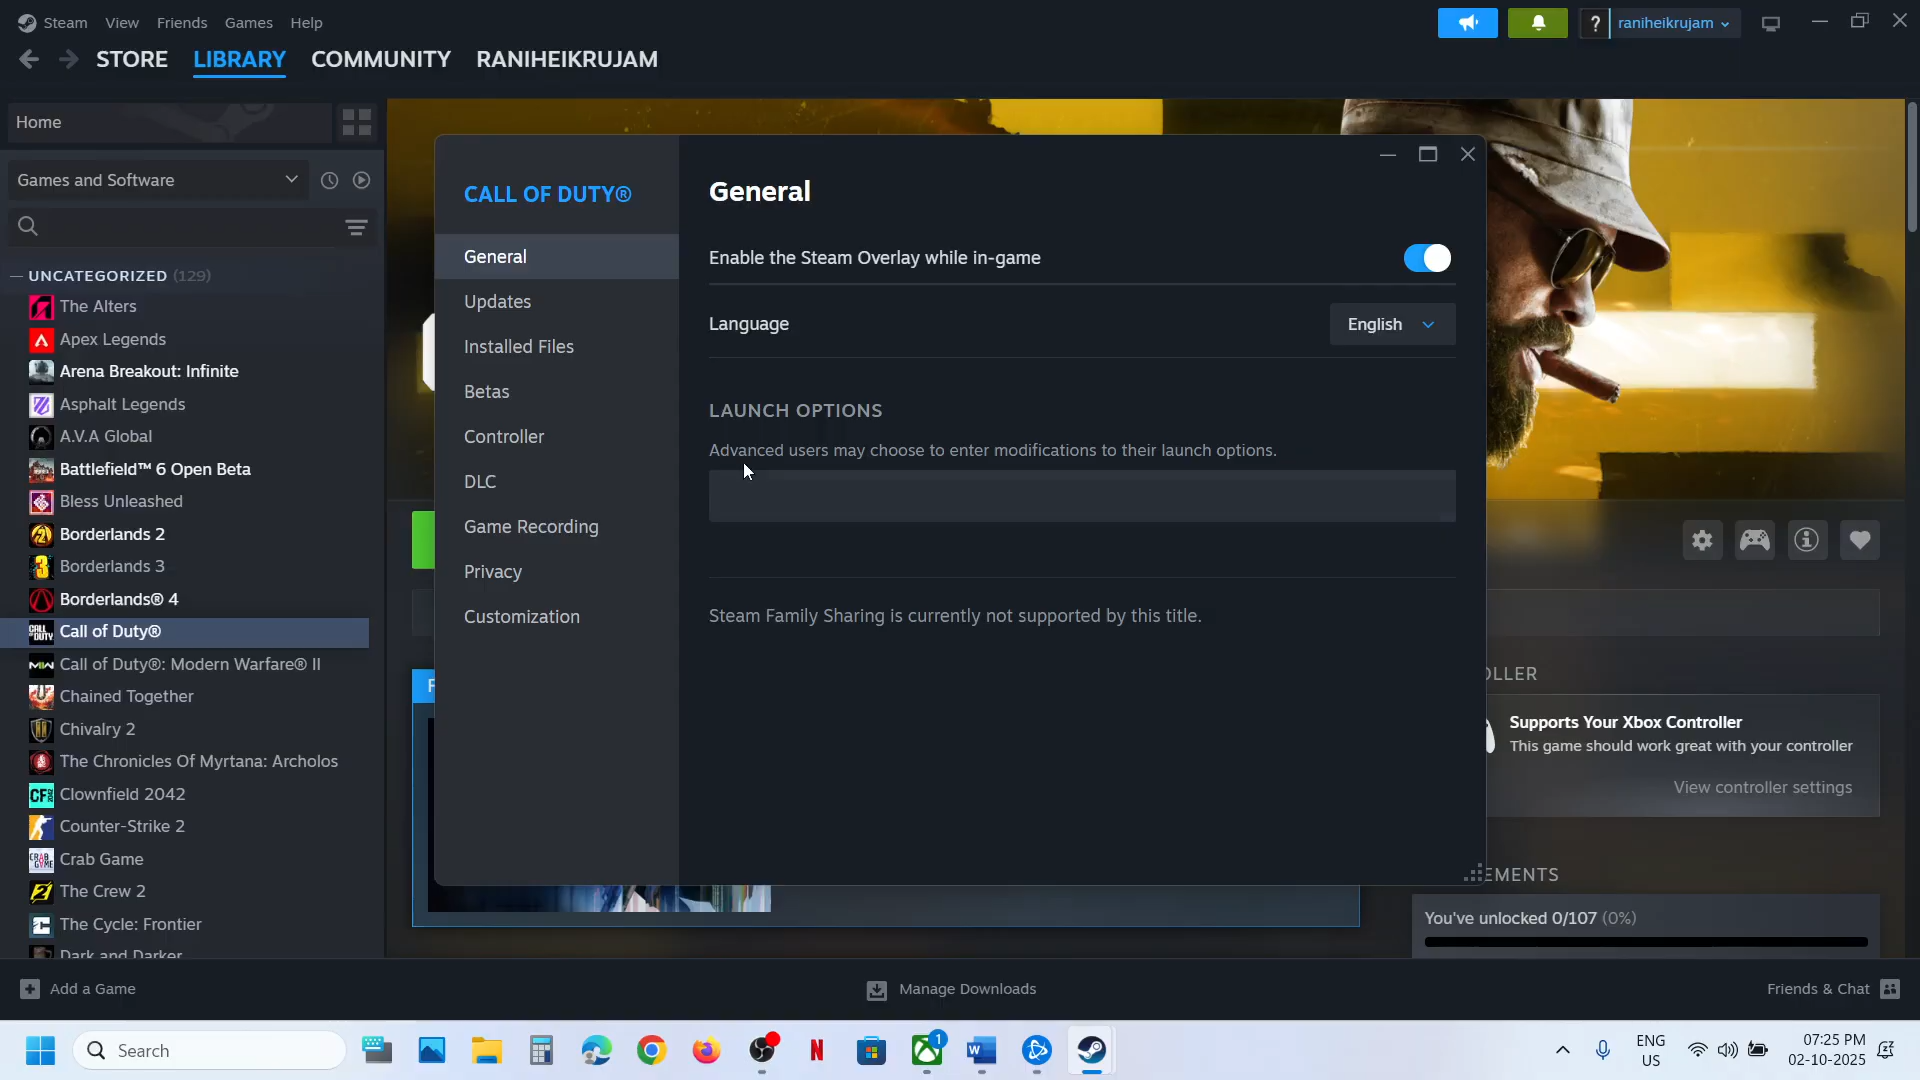 Steam View Friends Games Help
raniheikrujam
STORE LIBRARY COMMUNITY RANIHEIKRUJAM
Home
Games and Software
UNCATEGORIZED (129)
The Alters
Apex Legends
Arena Breakout: Infinite
Asphalt Legends
A.V.A Global
Battlefield™ 6 Open Beta
Bless Unleashed
Borderlands 2
Borderlands 3
Borderlands® 4
Call of Duty®
Call of Duty®: Modern Warfare® II
Chained Together
Chivalry 2
The Chronicles Of Myrtana: Archolos
Clownfield 2042
Counter-Strike 2
Crab Game
The Crew 2
The Cycle: Frontier
Dark and Darker
CALL OF DUTY®
General
Updates
Installed Files
Betas
Controller
DLC
Game Recording
Privacy
Customization
General
Enable the Steam Overlay while in-game
Language
English
LAUNCH OPTIONS
Advanced users may choose to enter modifications to their launch options.
Steam Family Sharing is currently not supported by this title.
OLLER
Supports Your Xbox Controller
This game should work great with your controller
View controller settings
EMENTS
You've unlocked 0/107 (0%)
Add a Game
Manage Downloads
Friends & Chat
Search
1
ENG
US
07:25 PM
02-10-2025